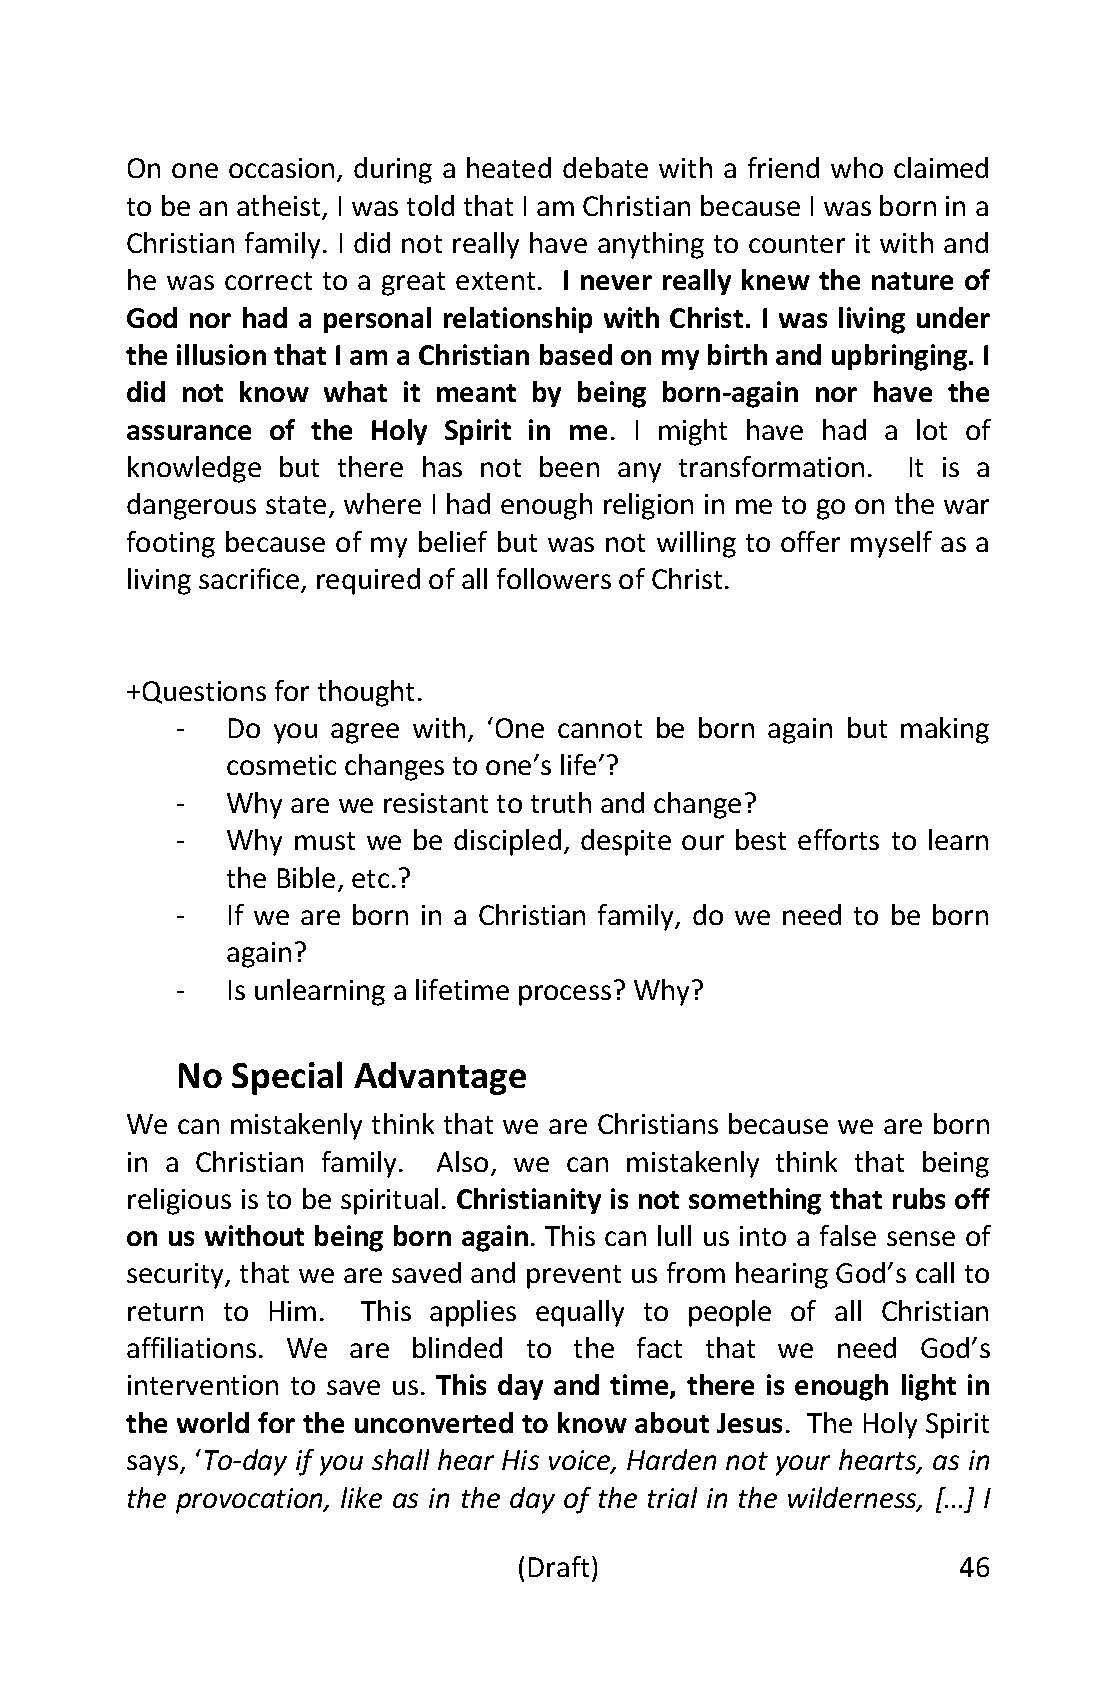 On one occasion, during a heated debate with a friend who claimed
to be an atheist, I was told that I am Christian because I was born in a
Christian family. I did not really have anything to counter it with and
he was correct to a great extent.  I never really knew the nature of
God nor had a personal relationship with Christ. I was living under
the illusion that I am a Christian based on my birth and upbringing. I
did not know what it meant by being born-again nor have the
assurance of the Holy Spirit in me. I might have had a lot of
knowledge but there has not been any transformation.  It is a
dangerous state, where I had enough religion in me to go on the war
footing because of my belief but was not willing to offer myself as a
living sacrifice, required of all followers of Christ.
+Questions for thought.
- Do you agree with, ‘One cannot be born again but making
cosmetic changes to one’s life’?
- Why are we resistant to truth and change?
- Why must we be discipled, despite our best efforts to learn
the Bible, etc.?
- If we are born in a Christian family, do we need to be born
again?
- Is unlearning a lifetime process? Why?
No Special Advantage
We can mistakenly think that we are Christians because we are born
in a Christian family.  Also, we can mistakenly think that being
religious is to be spiritual. Christianity is not something that rubs off
on us without being born again. This can lull us into a false sense of
security, that we are saved and prevent us from hearing God’s call to
return to Him.  This applies equally to people of all Christian
affiliations. We are blinded to the fact that we need God’s
intervention to save us. This day and time, there is enough light in
the world for the unconverted to know about Jesus.  The Holy Spirit
says, ‘To-day if you shall hear His voice, Harden not your hearts, as in
the provocation, like as in the day of the trial in the wilderness, […] I
(Draft) 46